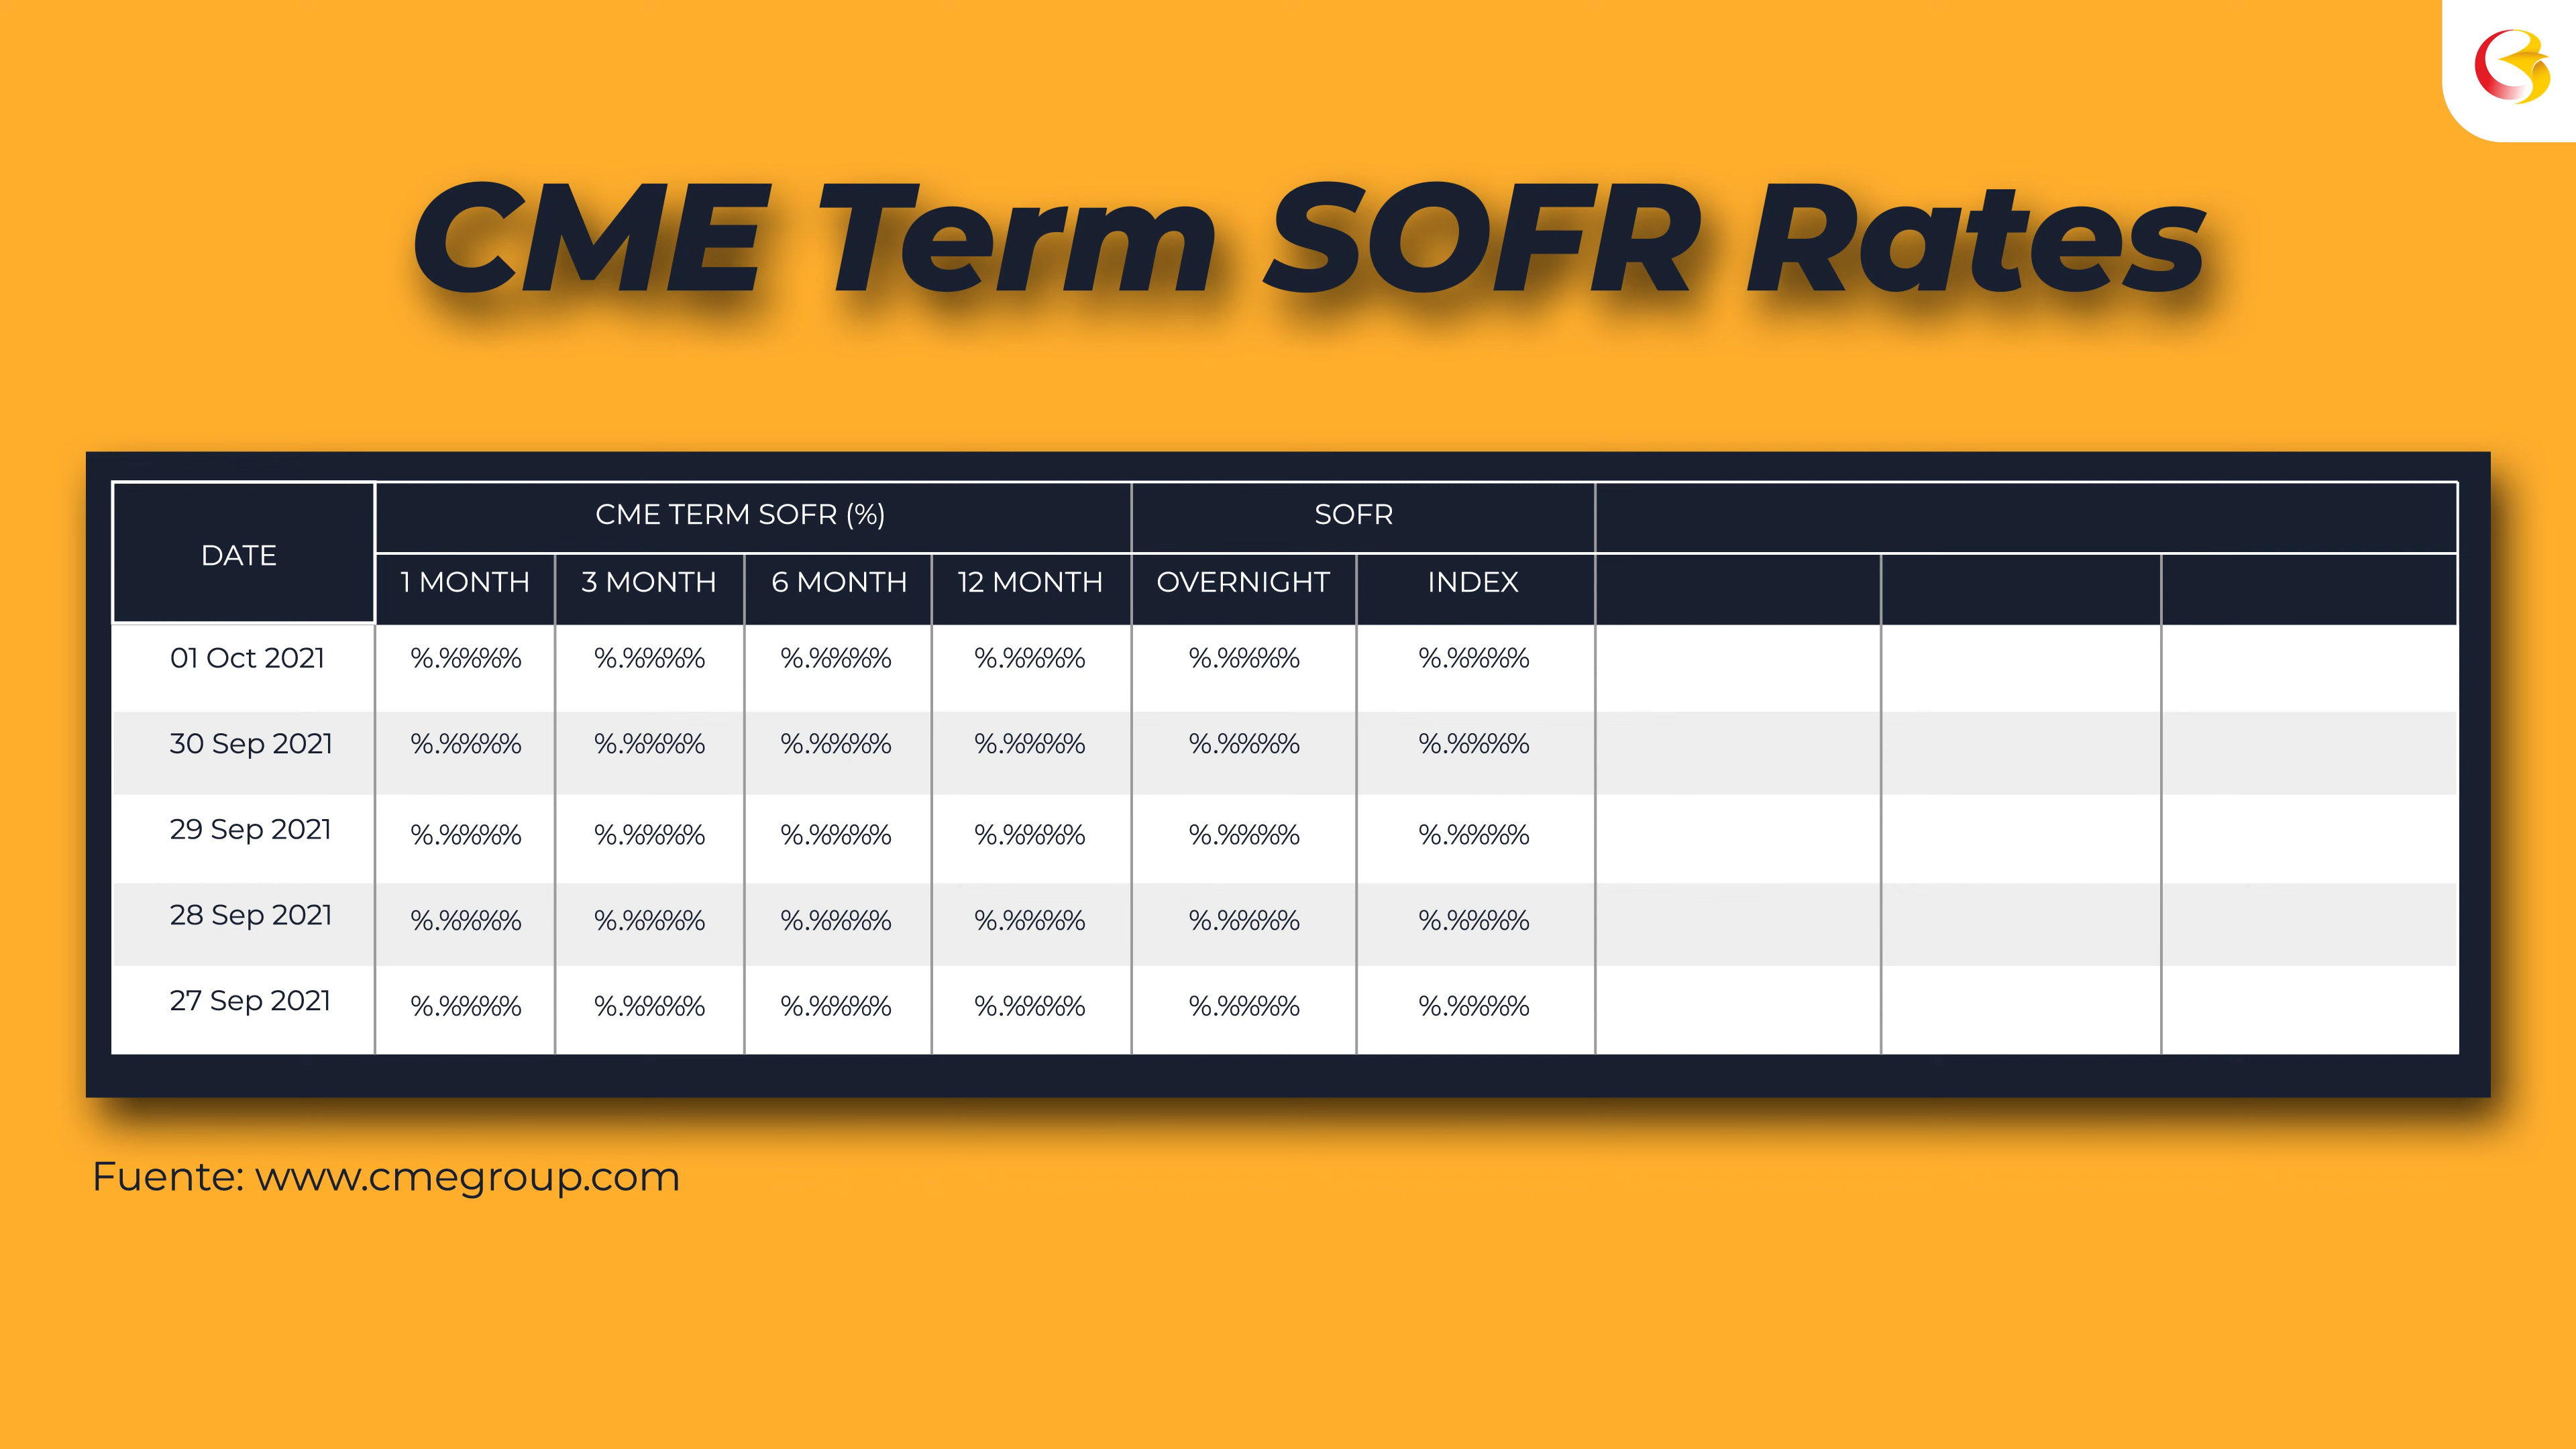 CME Term SOFR Rates
DATE CME TERM SOFR (%) SOFR
1 MONTH 3 MONTH 6 MONTH 12 MONTH OVERNIGHT INDEX
01 Oct 2021 %.%%%% %.%%%% %.%%%% %.%%%% %.%%%% %.%%%%
30 Sep 2021 %.%%%% %.%%%% %.%%%% %.%%%% %.%%%% %.%%%%
29 Sep 2021 %.%%%% %.%%%% %.%%%% %.%%%% %.%%%% %.%%%%
28 Sep 2021 %.%%%% %.%%%% %.%%%% %.%%%% %.%%%% %.%%%%
27 Sep 2021 %.%%%% %.%%%% %.%%%% %.%%%% %.%%%% %.%%%%
Fuente: www.cmegroup.com